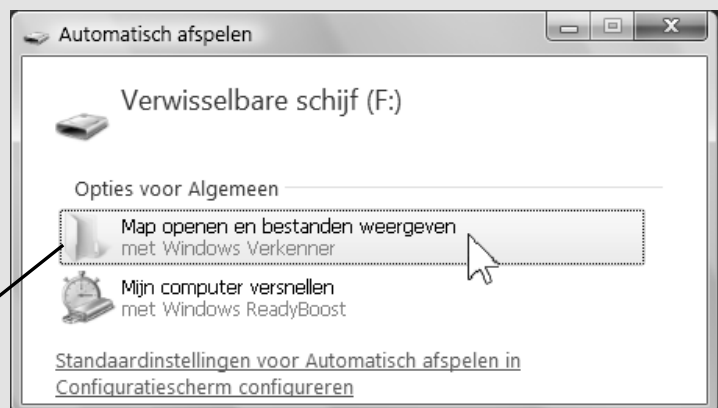 Automatisch afspelen
Verwisselbare schijf (F:)
Opties voor Algemeen
Map openen en bestanden weergeven
met Windows Verkenner
Mijn computer versnellen
met Windows ReadyBoost
Standaardinstellingen voor Automatisch afspelen in
Configuratiescherm configureren